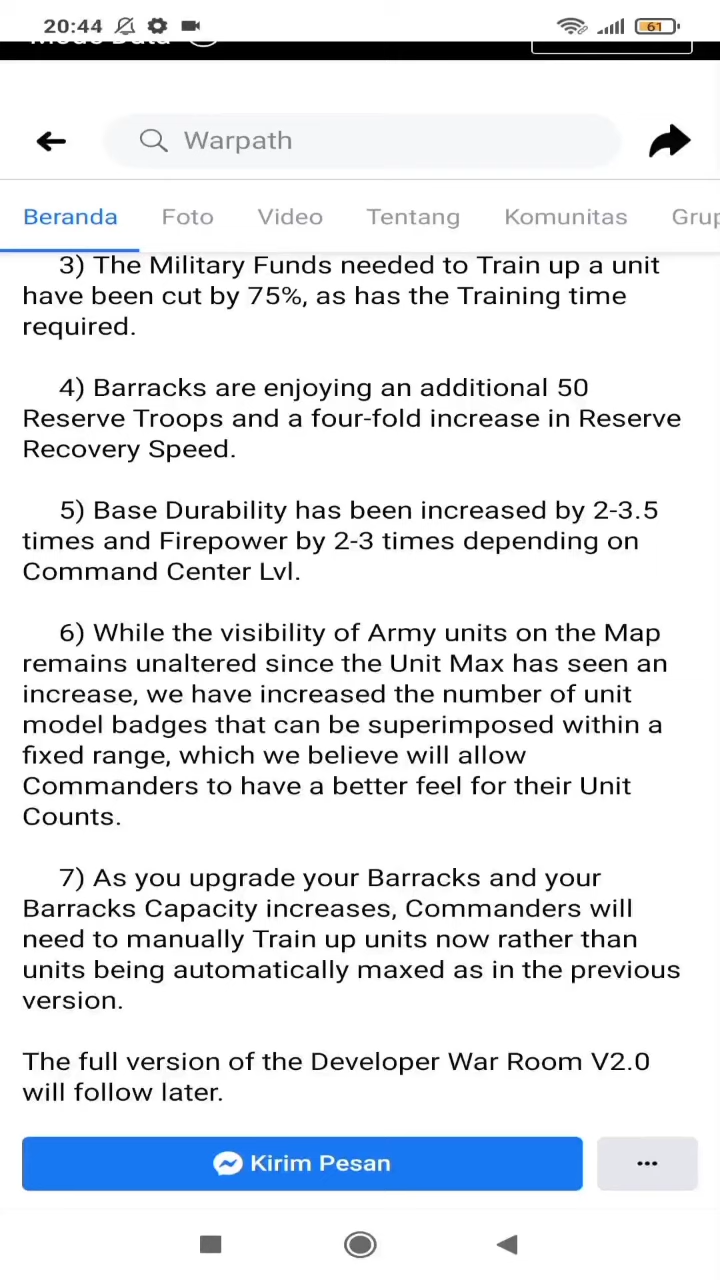 20:44
61
Mode Data
Warpath
Beranda Foto Video Tentang Komunitas Grup
3) The Military Funds needed to Train up a unit
have been cut by 75%, as has the Training time
required.
4) Barracks are enjoying an additional 50
Reserve Troops and a four-fold increase in Reserve
Recovery Speed.
5) Base Durability has been increased by 2-3.5
times and Firepower by 2-3 times depending on
Command Center Lvl.
6) While the visibility of Army units on the Map
remains unaltered since the Unit Max has seen an
increase, we have increased the number of unit
model badges that can be superimposed within a
fixed range, which we believe will allow
Commanders to have a better feel for their Unit
Counts.
7) As you upgrade your Barracks and your
Barracks Capacity increases, Commanders will
need to manually Train up units now rather than
units being automatically maxed as in the previous
version.
The full version of the Developer War Room V2.0
will follow later.
Kirim Pesan